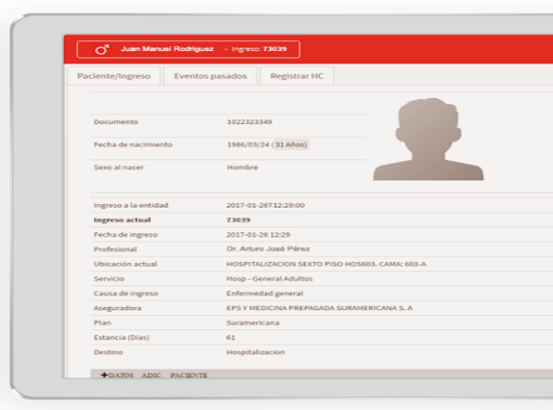 Juan Manuel Rodríguez - Ingreso: 73039
Paciente/Ingreso Eventos pasados Registrar HC
Documento 1022323349
Fecha de nacimiento 1986/03/24 (31 Años)
Sexo al nacer Hombre
Ingreso a la entidad 2017-01-26T12:29:00
Ingreso actual 73039
Fecha de ingreso 2017-01-26 12:29
Profesional Dr. Arturo José Pérez
Ubicación actual HOSPITALIZACION SEXTO PISO HOS603, CAMA: 603-A
Servicio Hosp - General Adultos
Causa de ingreso Enfermedad general
Aseguradora EPS Y MEDICINA PREPAGADA SURAMERICANA S. A
Plan Suramericana
Estancia (Días) 61
Destino Hospitalizacion
✦DATOS ADIC. PACIENTE